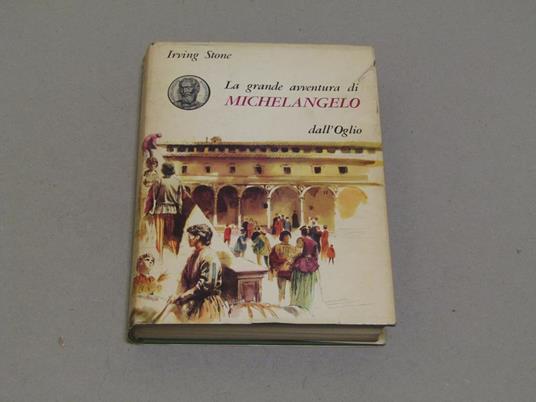 Irving Stone
La grande avventura di
MICHELANGELO
dall'Oglio